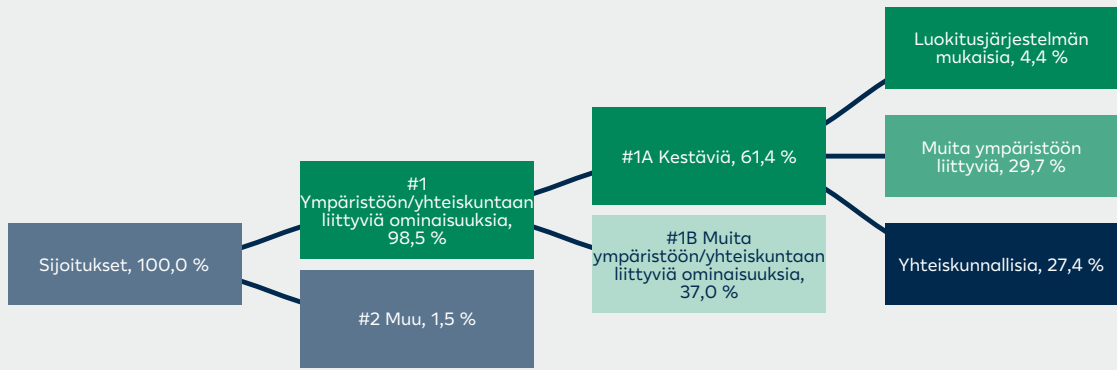 Sijoitukset, 100,0 %
#1
Ympäristöön/yhteiskuntaan
liittyviä ominaisuuksia,
98,5 %
#2 Muu, 1,5 %
#1A Kestäviä, 61,4 %
#1B Muita
ympäristöön/yhteiskuntaan
liittyviä ominaisuuksia,
37,0 %
Luokitusjärjestelmän
mukaisia, 4,4 %
Muita ympäristöön
liittyviä, 29,7 %
Yhteiskunnallisia, 27,4 %